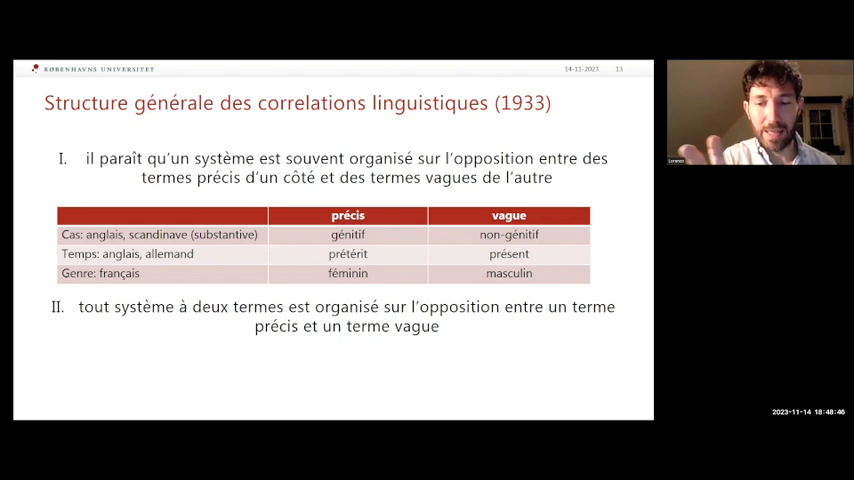 KØBENHAVNS UNIVERSITET
14-11-2023 13
Structure générale des correlations linguistiques (1933)
I. il paraît qu'un système est souvent organisé sur l'opposition entre des
termes précis d'un côté et des termes vagues de l'autre
précis vague
Cas: anglais, scandinave (substantive) génitif non-génitif
Temps: anglais, allemand prétérit présent
Genre: français féminin masculin
II. tout système à deux termes est organisé sur l'opposition entre un terme
précis et un terme vague
Lorenzo
2023-11-14 18:48:46